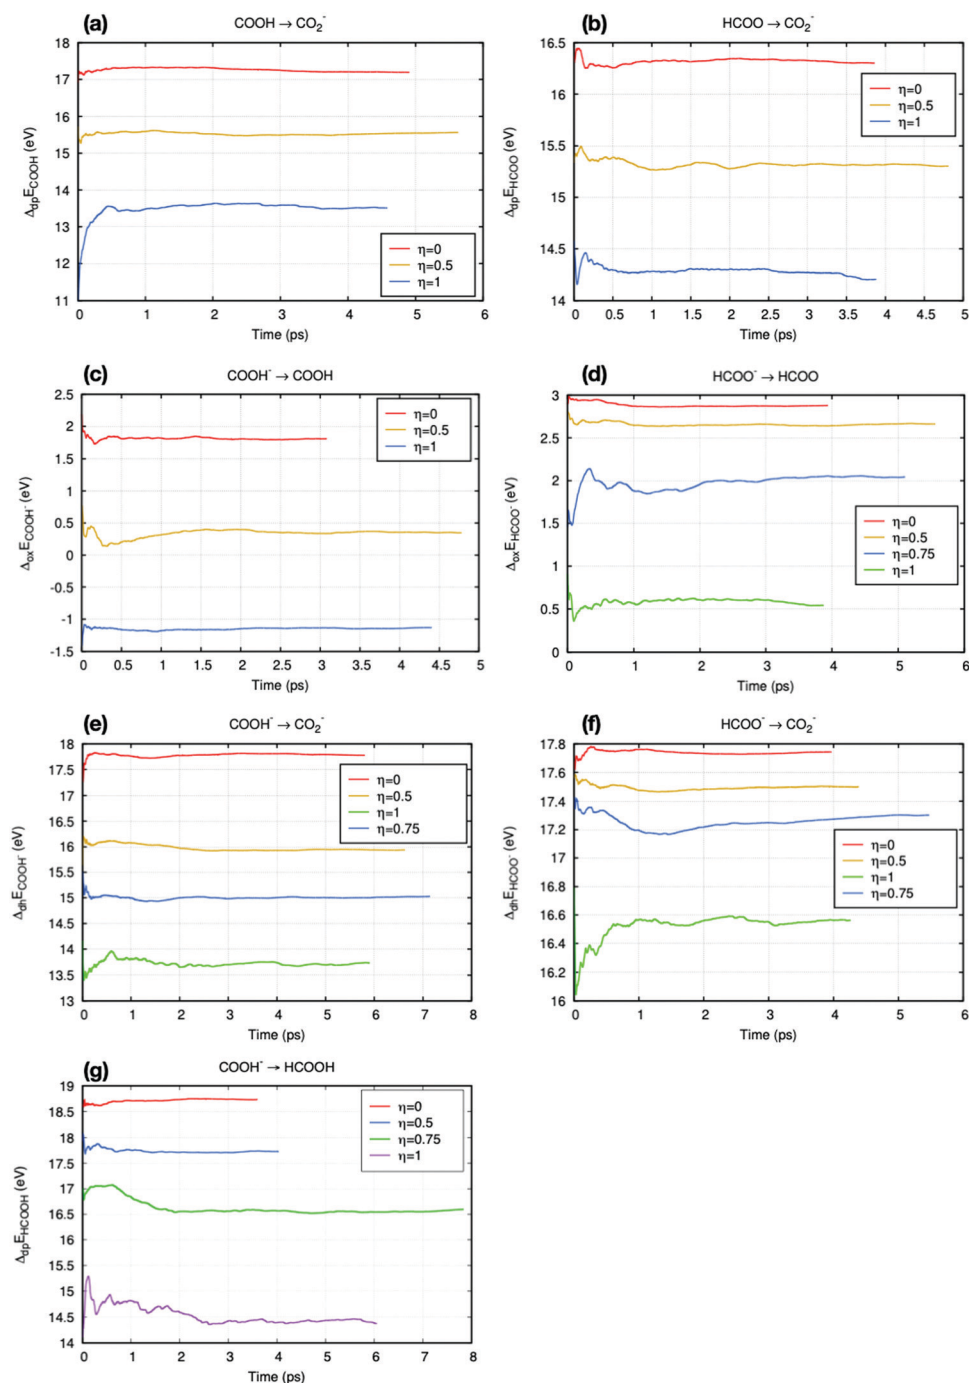 (a)
COOH → CO₂⁻
18
17
16
15
14
13
12
11
0 1 2 3 4 5 6
Δ_dpE_COOH (eV)
Time (ps)
η=0
η=0.5
η=1
(b)
HCOO → CO₂⁻
16.5
16
15.5
15
14.5
14
0 0.5 1 1.5 2 2.5 3 3.5 4 4.5 5
Δ_dpE_HCOO (eV)
Time (ps)
η=0
η=0.5
η=1
(c)
COOH⁻ → COOH
2.5
2
1.5
1
0.5
0
-0.5
-1
-1.5
0 0.5 1 1.5 2 2.5 3 3.5 4 4.5 5
Δ_oxE_COOH⁻ (eV)
Time (ps)
η=0
η=0.5
η=1
(d)
HCOO⁻ → HCOO
3
2.5
2
1.5
1
0.5
0
0 1 2 3 4 5 6
Δ_oxE_HCOO⁻ (eV)
Time (ps)
η=0
η=0.5
η=0.75
η=1
(e)
COOH⁻ → CO₂⁻
18
17.5
17
16.5
16
15.5
15
14.5
14
13.5
13
0 1 2 3 4 5 6 7 8
Δ_dhE_COOH⁻ (eV)
Time (ps)
η=0
η=0.5
η=1
η=0.75
(f)
HCOO⁻ → CO₂⁻
17.8
17.6
17.4
17.2
17
16.8
16.6
16.4
16.2
16
0 1 2 3 4 5 6
Δ_dhE_HCOO⁻ (eV)
Time (ps)
η=0
η=0.5
η=1
η=0.75
(g)
COOH⁻ → HCOOH
19
18.5
18
17.5
17
16.5
16
15.5
15
14.5
14
0 1 2 3 4 5 6 7 8
Δ_dpE_HCOOH (eV)
Time (ps)
η=0
η=0.5
η=0.75
η=1